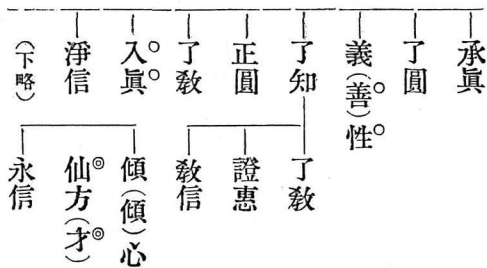 承眞
了圓
義(善)性
了知
正圓
了敎
入眞
淨信
(下略)
了敎
證惠
敎信
傾(傾)心
仙方(才)
永信